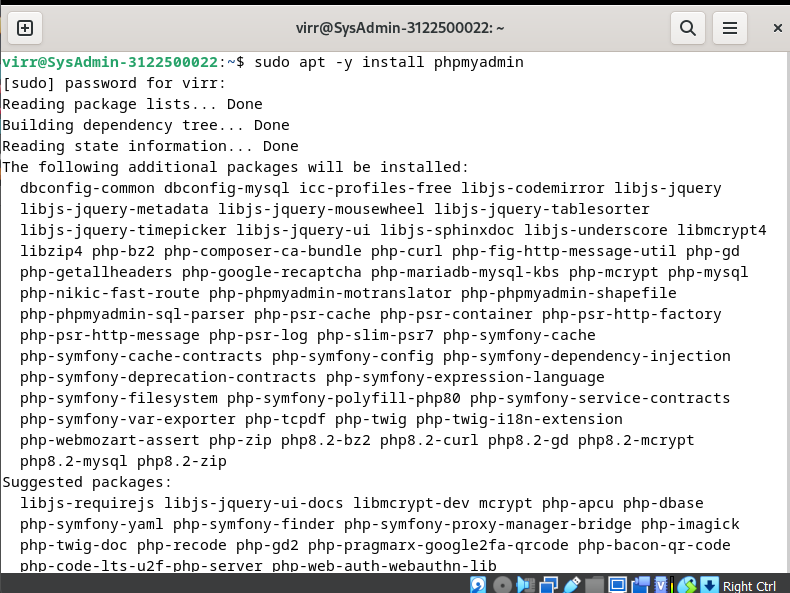 virr@SysAdmin-3122500022: ~
virr@SysAdmin-3122500022:~$ sudo apt -y install phpmyadmin
[sudo] password for virr:
Reading package lists... Done
Building dependency tree... Done
Reading state information... Done
The following additional packages will be installed:
  dbconfig-common dbconfig-mysql icc-profiles-free libjs-codemirror libjs-jquery
  libjs-jquery-metadata libjs-jquery-mousewheel libjs-jquery-tablesorter
  libjs-jquery-timepicker libjs-jquery-ui libjs-sphinxdoc libjs-underscore libmcrypt4
  libzip4 php-bz2 php-composer-ca-bundle php-curl php-fig-http-message-util php-gd
  php-getallheaders php-google-recaptcha php-mariadb-mysql-kbs php-mcrypt php-mysql
  php-nikic-fast-route php-phpmyadmin-motranslator php-phpmyadmin-shapefile
  php-phpmyadmin-sql-parser php-psr-cache php-psr-container php-psr-http-factory
  php-psr-http-message php-psr-log php-slim-psr7 php-symfony-cache
  php-symfony-cache-contracts php-symfony-config php-symfony-dependency-injection
  php-symfony-deprecation-contracts php-symfony-expression-language
  php-symfony-filesystem php-symfony-polyfill-php80 php-symfony-service-contracts
  php-symfony-var-exporter php-tcpdf php-twig php-twig-i18n-extension
  php-webmozart-assert php-zip php8.2-bz2 php8.2-curl php8.2-gd php8.2-mcrypt
  php8.2-mysql php8.2-zip
Suggested packages:
  libjs-requirejs libjs-jquery-ui-docs libmcrypt-dev mcrypt php-apcu php-dbase
  php-symfony-yaml php-symfony-finder php-symfony-proxy-manager-bridge php-imagick
  php-twig-doc php-recode php-gd2 php-pragmarx-google2fa-qrcode php-bacon-qr-code
  php-code-lts-u2f-php-server php-web-auth-webauthn-lib
Right Ctrl